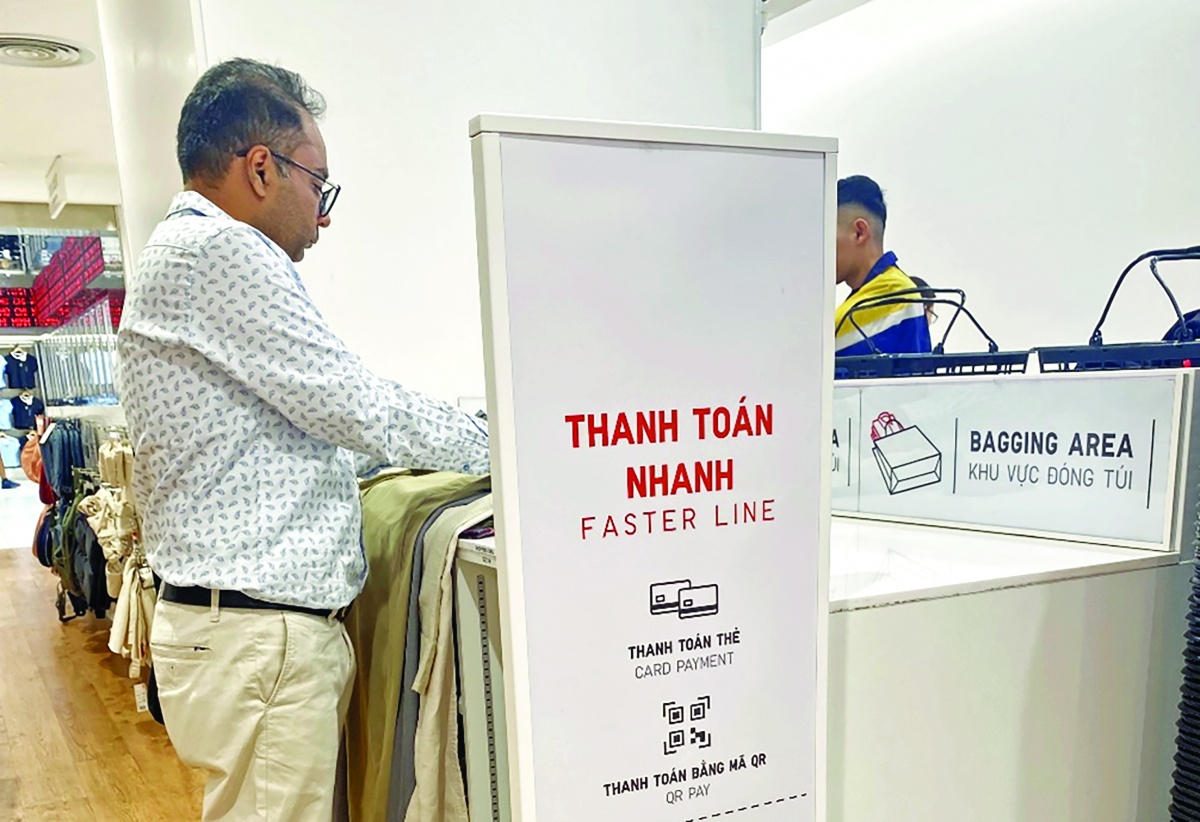 THANH TOÁN
NHANH
FASTER LINE
THANH TOÁN THẺ
CARD PAYMENT
THANH TOÁN BẰNG MÃ QR
QR PAY
BAGGING AREA
KHU VỰC ĐÓNG TÚI